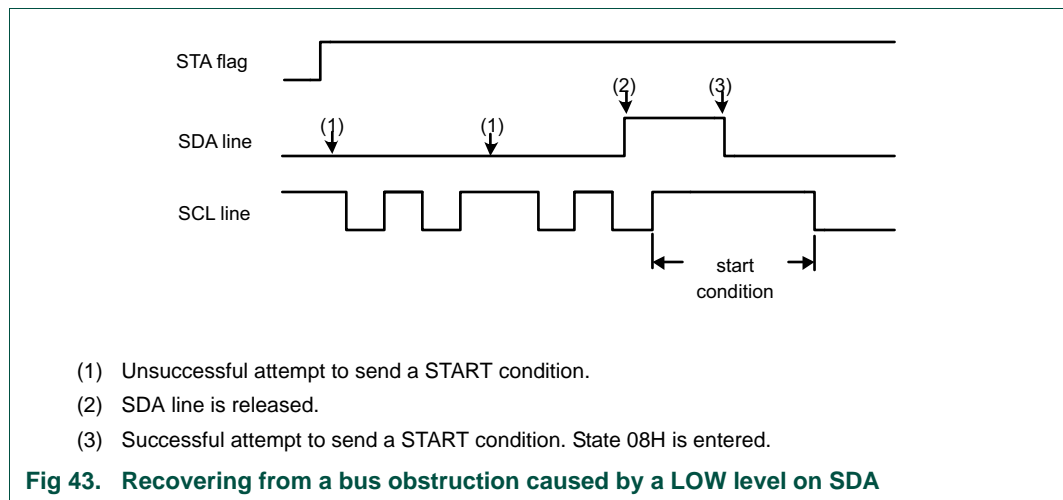 STA flag
(2) (3)
SDA line
(1) (1)
SCL line
start
condition
(1) Unsuccessful attempt to send a START condition.
(2) SDA line is released.
(3) Successful attempt to send a START condition. State 08H is entered.
Fig 43. Recovering from a bus obstruction caused by a LOW level on SDA